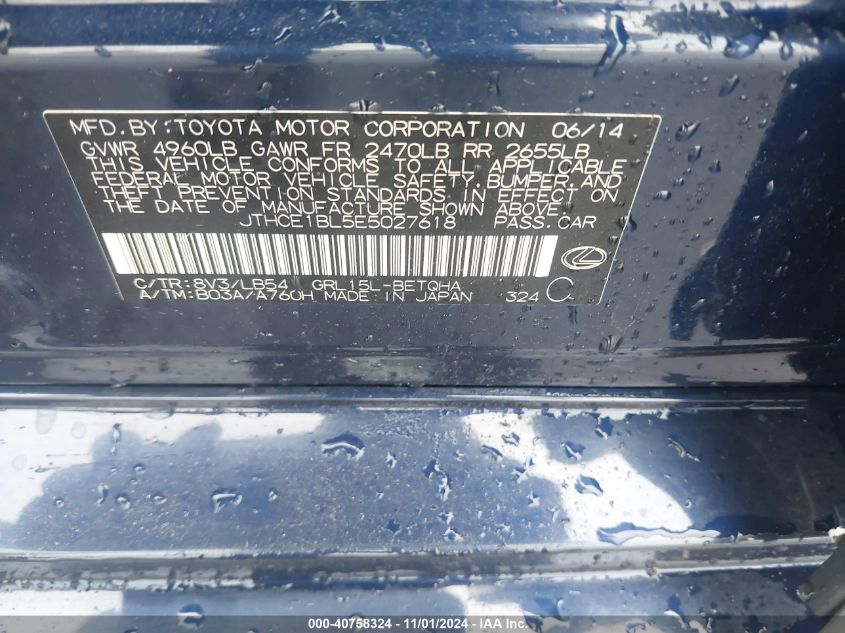 MFD.BY:TOYOTA MOTOR CORPORATION 06/14
GVWR 4960LB GAWR FR 2470LB RR 2655LB
THIS VEHICLE CONFORMS TO ALL APPLICABLE
FEDERAL MOTOR VEHICLE SAFETY,BUMPER,AND
THEFT PREVENTION STANDARDS IN EFFECT ON
THE DATE OF MANUFACTURE SHOWN ABOVE.
JTHCE1BL5E5027618 PASS.CAR
C/TR:8V3/LB54 GRL15L-BETQHA
A/TM:B03A/A760H MADE IN JAPAN 324 C
000-40758324 - 11/01/2024 - IAA Inc.